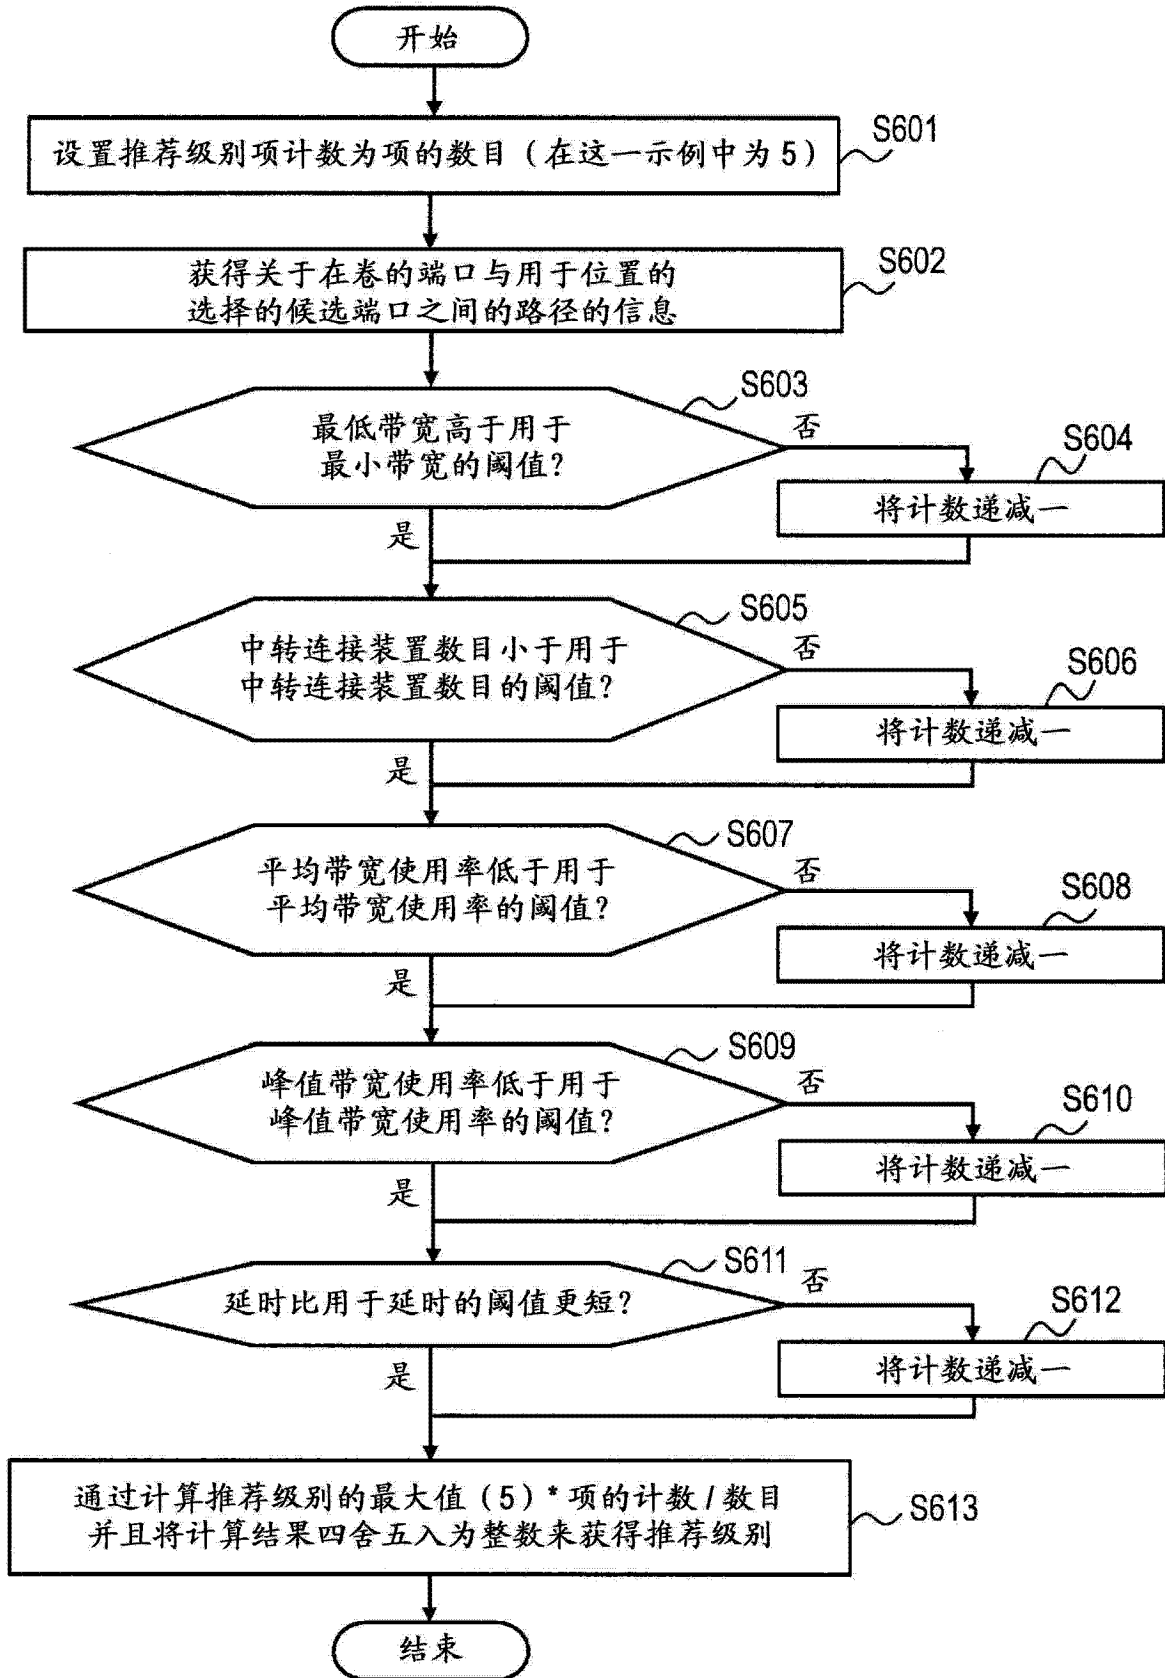 开始
S601
设置推荐级别项计数为项的数目（在这一示例中为5）
S602
获得关于在卷的端口与用于位置的
选择的候选端口之间的路径的信息
S603
最低带宽高于用于
最小带宽的阈值？
否
S604
将计数递减一
是
S605
中转连接装置数目小于用于
中转连接装置数目的阈值？
否
S606
将计数递减一
是
S607
平均带宽使用率低于用于
平均带宽使用率的阈值？
否
S608
将计数递减一
是
S609
峰值带宽使用率低于用于
峰值带宽使用率的阈值？
否
S610
将计数递减一
是
S611
延时比用于延时的阈值更短？
否
S612
将计数递减一
是
通过计算推荐级别的最大值（5）*项的计数/数目
并且将计算结果四舍五入为整数来获得推荐级别
S613
结束